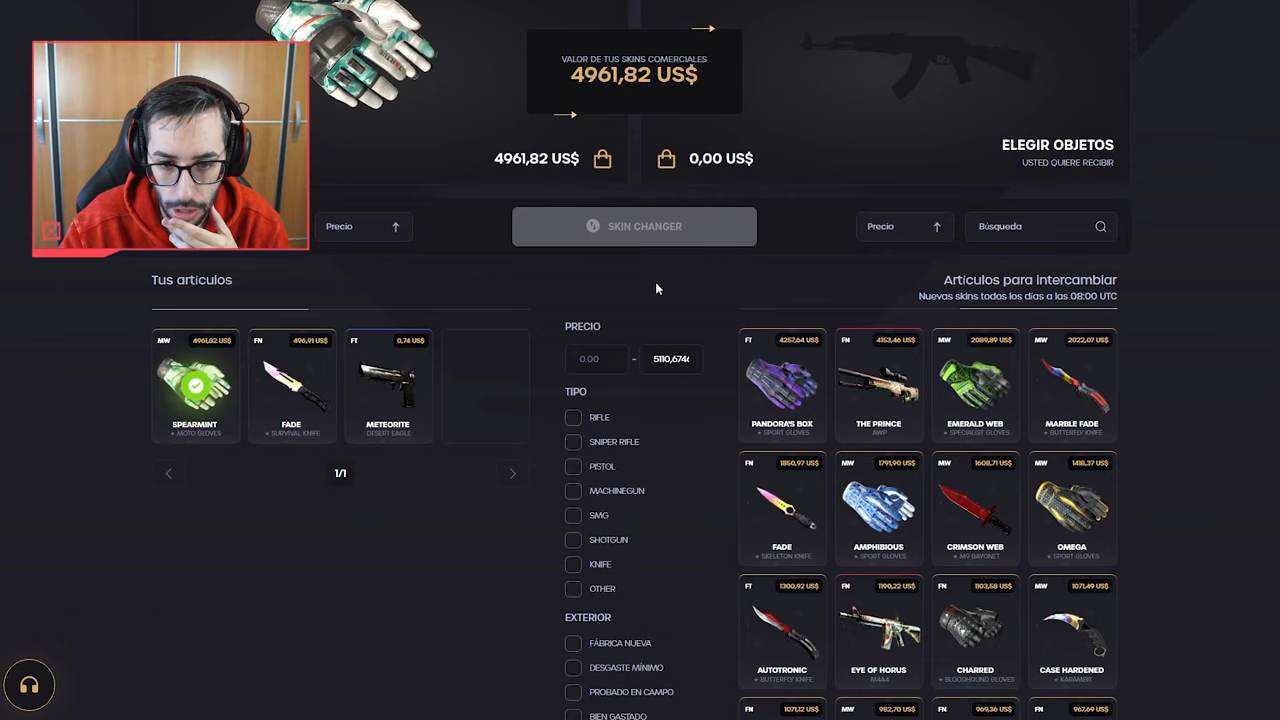 VALOR DE TUS SKINS COMERCIALES
4961,82 US$
4961,82 US$
0,00 US$
ELEGIR OBJETOS
USTED QUIERE RECIBIR
Precio
SKIN CHANGER
Precio
Búsqueda
Tus artículos
Artículos para intercambiar
Nuevas skins todos los días a las 08:00 UTC
MW 4961,82 US$
SPEARMINT
★ MOTO GLOVES
FN 496,91 US$
FADE
★ SURVIVAL KNIFE
FT 0,74 US$
METEORITE
DESERT EAGLE
1/1
PRECIO
0.00 - 5110,6746
TIPO
RIFLE
SNIPER RIFLE
PISTOL
MACHINEGUN
SMG
SHOTGUN
KNIFE
OTHER
EXTERIOR
FÁBRICA NUEVA
DESGASTE MÍNIMO
PROBADO EN CAMPO
BIEN GASTADO
FT 4257,64 US$
PANDORA'S BOX
★ SPORT GLOVES
FN 4153,46 US$
THE PRINCE
AWP
MW 2089,89 US$
EMERALD WEB
★ SPECIALIST GLOVES
FN 2022,07 US$
MARBLE FADE
★ BUTTERFLY KNIFE
FN 1850,97 US$
FADE
★ SKELETON KNIFE
MW 1791,90 US$
AMPHIBIOUS
★ SPORT GLOVES
MW 1608,71 US$
CRIMSON WEB
★ M9 BAYONET
MW 1418,37 US$
OMEGA
★ SPORT GLOVES
FT 1300,92 US$
AUTOTRONIC
★ BUTTERFLY KNIFE
FN 1190,22 US$
EYE OF HORUS
M4A4
FN 1103,58 US$
CHARRED
★ BLOODHOUND GLOVES
MW 1071,49 US$
CASE HARDENED
★ KARAMBIT
FN 1071,12 US$
MW 982,70 US$
FN 969,36 US$
FN 967,69 US$